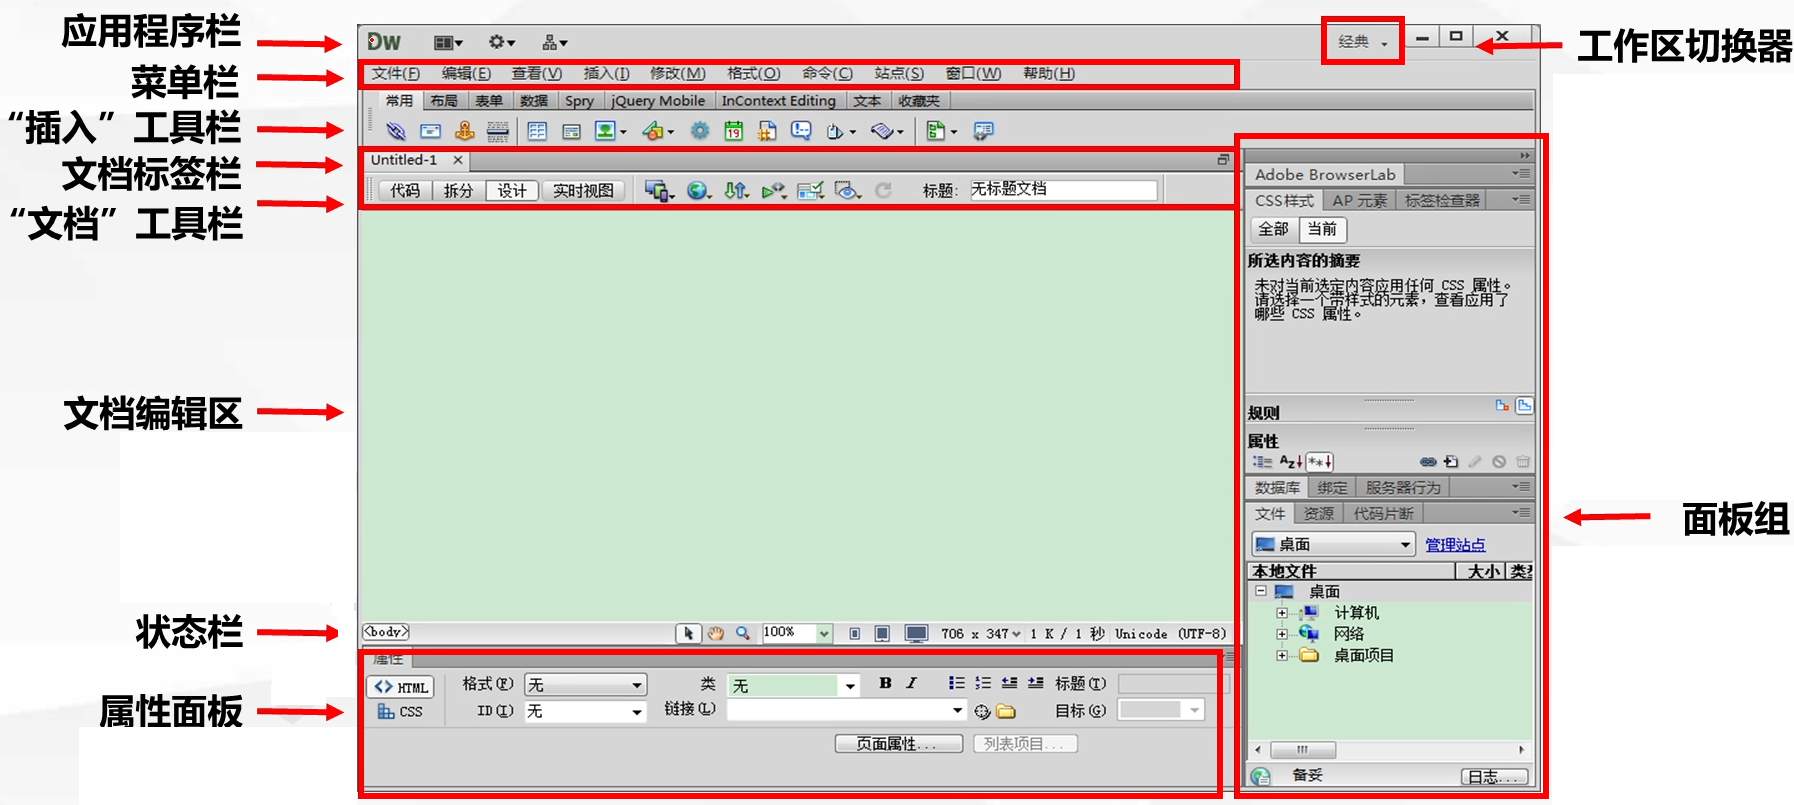 应用程序栏
菜单栏
“插入”工具栏
文档标签栏
“文档”工具栏
文档编辑区
状态栏
属性面板
工作区切换器
面板组
Dw
经典
文件(F) 编辑(E) 查看(V) 插入(I) 修改(M) 格式(O) 命令(C) 站点(S) 窗口(W) 帮助(H)
常用 布局 表单 数据 Spry jQuery Mobile InContext Editing 文本 收藏夹
19
Untitled-1
代码 拆分 设计 实时视图 标题: 无标题文档
<body> 100% 706 x 347 1 K / 1 秒 Unicode (UTF-8)
属性
HTML 格式(F) 无 类 无 B I 标题(T)
CSS ID(I) 无 链接(L) 目标(G)
页面属性... 列表项目...
Adobe BrowserLab
CSS样式 AP 元素 标签检查器
全部 当前
所选内容的摘要
未对当前选定内容应用任何 CSS 属性。
请选择一个带样式的元素，查看应用了
哪些 CSS 属性。
规则
属性
Az **
数据库 绑定 服务器行为
文件 资源 代码片断
桌面 管理站点
本地文件 大小
桌面
计算机
网络
桌面项目
备妥 日志...